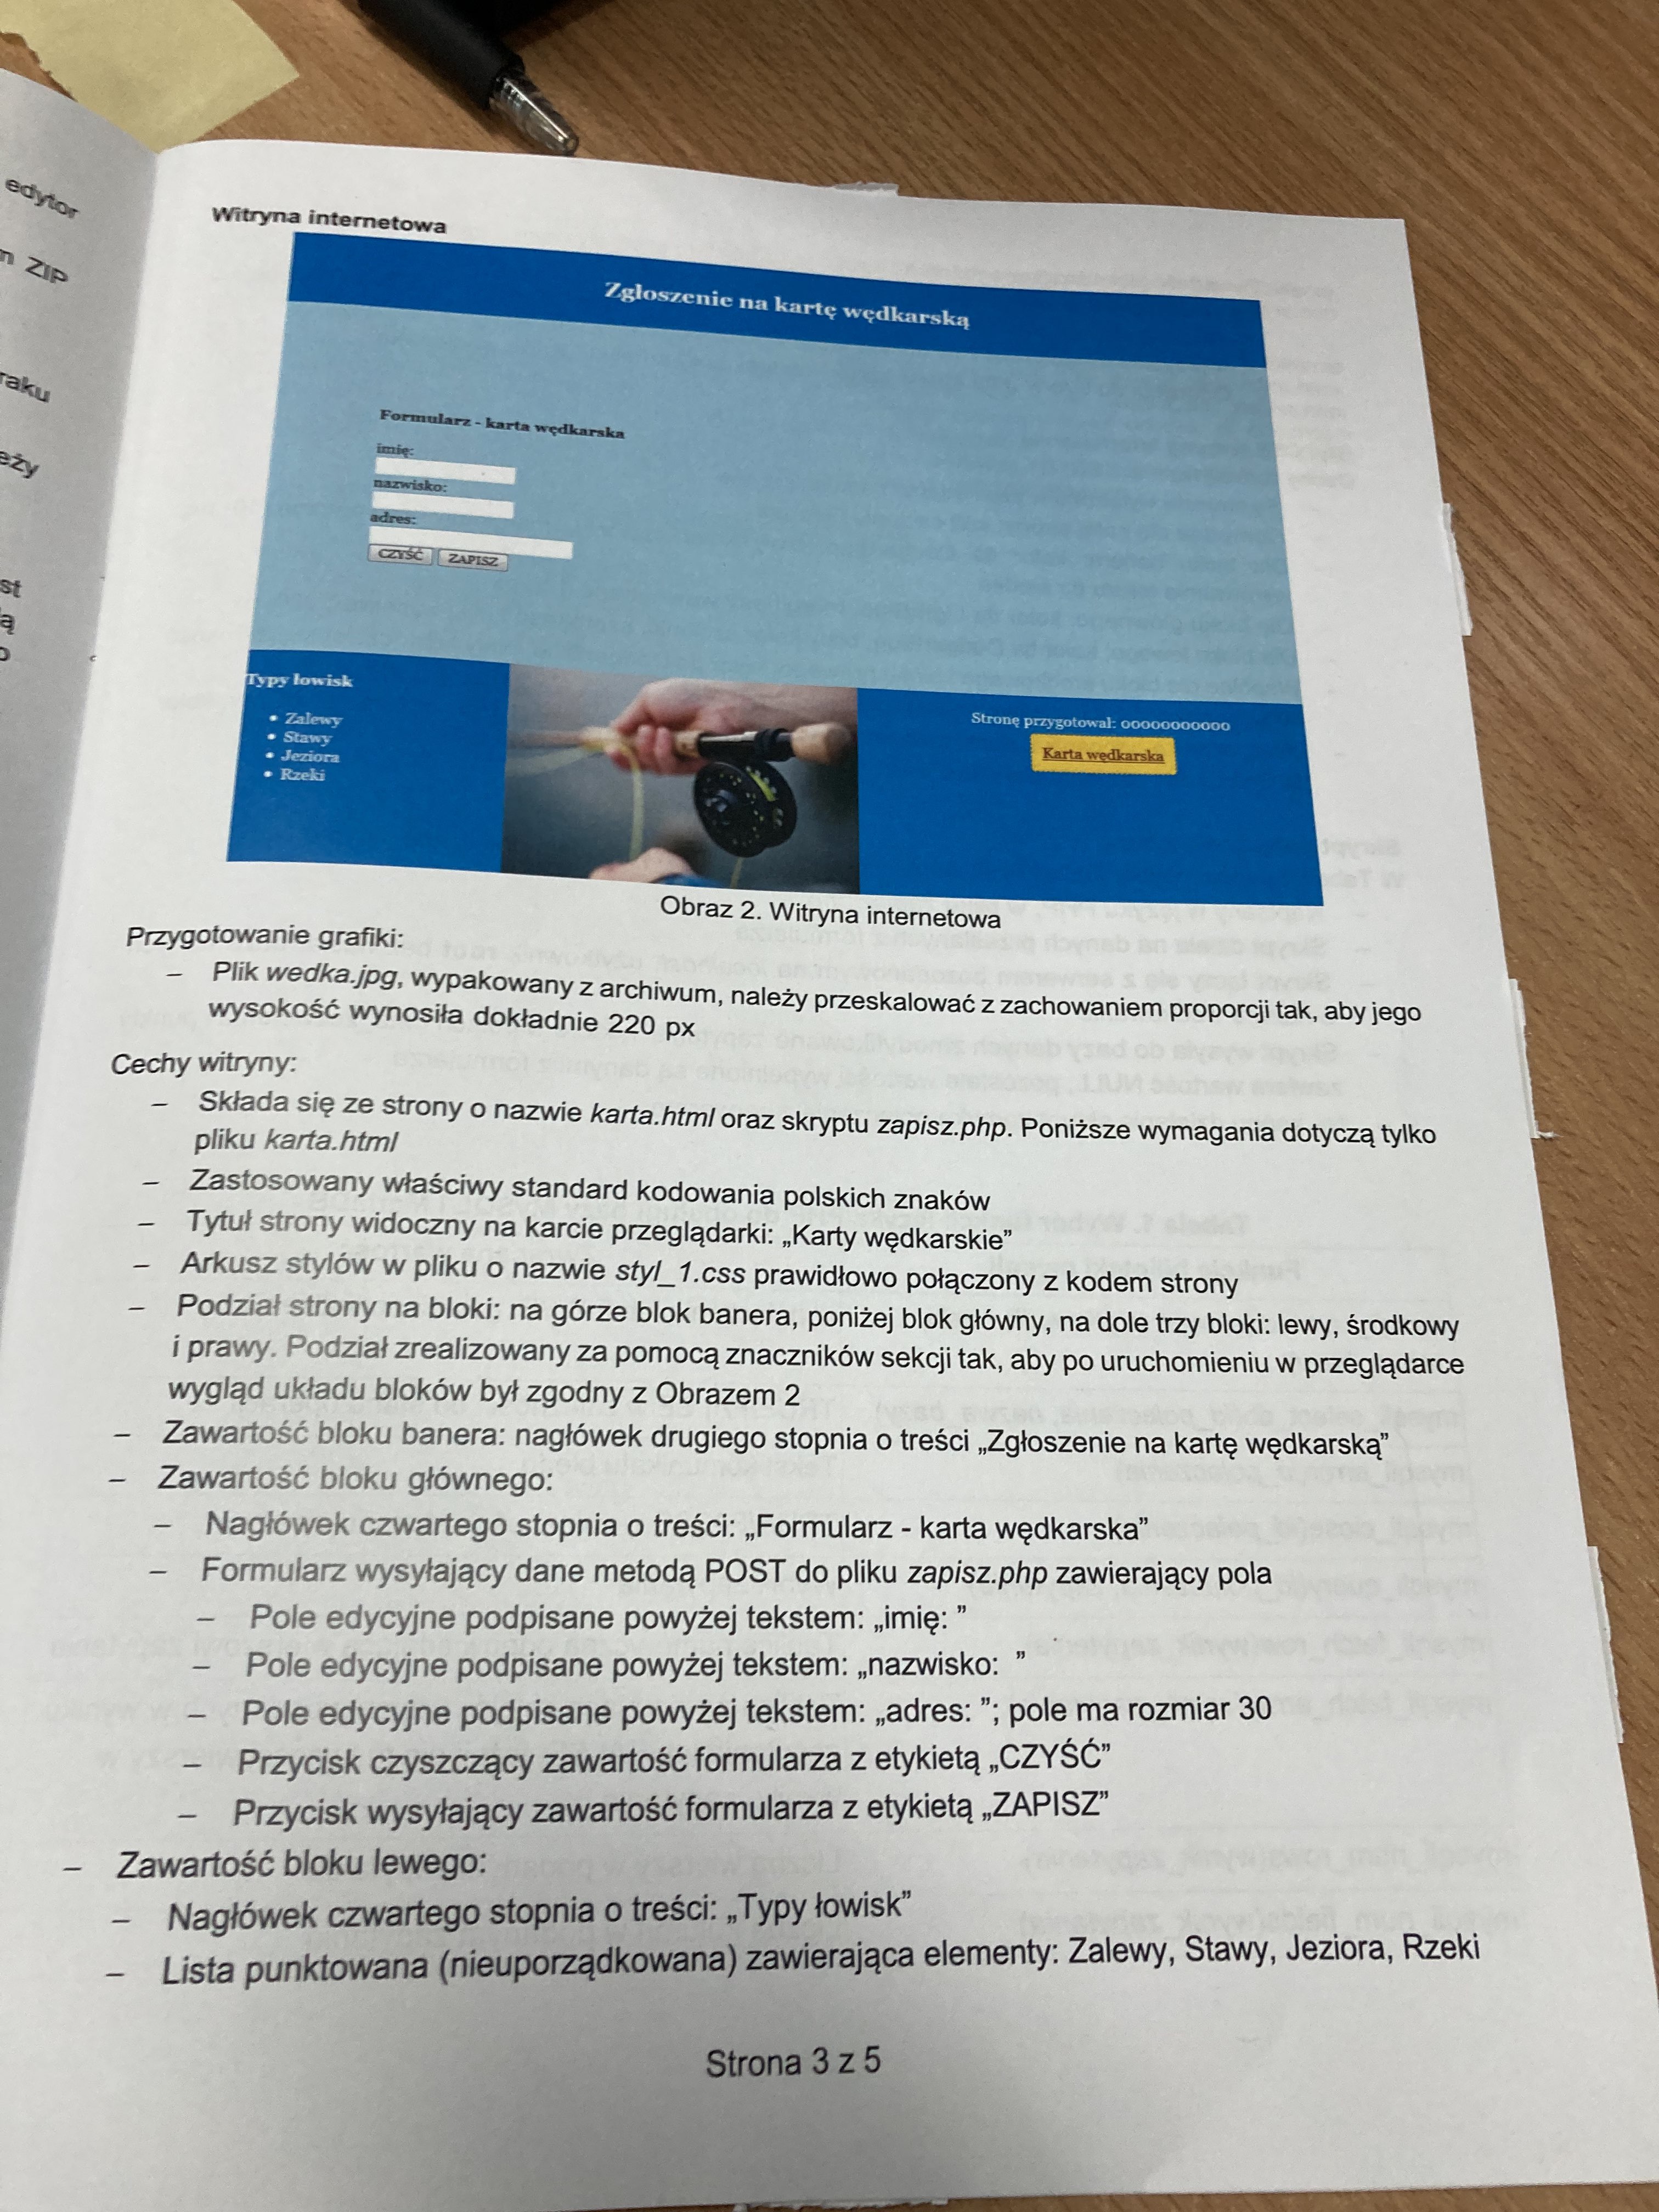 edytor
ZIP
eży
st
Witryna internetowa
Zgłoszenie na kartę wędkarską
Formularz - karta wędkarska
imię:
nazwisko:
adres:
CZYŚĆ ZAPISZ
Typy łowisk
• Zalewy
• Stawy
• Jeziora
• Rzeki
Stronę przygotował: 00000000000
Karta wędkarska
Obraz 2. Witryna internetowa
Przygotowanie grafiki:
– Plik wedka.jpg, wypakowany z archiwum, należy przeskalować z zachowaniem proporcji tak, aby jego
wysokość wynosiła dokładnie 220 px
Cechy witryny:
– Składa się ze strony o nazwie karta.html oraz skryptu zapisz.php. Poniższe wymagania dotyczą tylko
pliku karta.html
– Zastosowany właściwy standard kodowania polskich znaków
– Tytuł strony widoczny na karcie przeglądarki: „Karty wędkarskie”
– Arkusz stylów w pliku o nazwie styl_1.css prawidłowo połączony z kodem strony
– Podział strony na bloki: na górze blok banera, poniżej blok główny, na dole trzy bloki: lewy, środkowy
i prawy. Podział zrealizowany za pomocą znaczników sekcji tak, aby po uruchomieniu w przeglądarce
wygląd układu bloków był zgodny z Obrazem 2
– Zawartość bloku banera: nagłówek drugiego stopnia o treści „Zgłoszenie na kartę wędkarską”
– Zawartość bloku głównego:
– Nagłówek czwartego stopnia o treści: „Formularz - karta wędkarska”
– Formularz wysyłający dane metodą POST do pliku zapisz.php zawierający pola
– Pole edycyjne podpisane powyżej tekstem: „imię: ”
– Pole edycyjne podpisane powyżej tekstem: „nazwisko: ”
– Pole edycyjne podpisane powyżej tekstem: „adres: ”; pole ma rozmiar 30
– Przycisk czyszczący zawartość formularza z etykietą „CZYŚĆ”
– Przycisk wysyłający zawartość formularza z etykietą „ZAPISZ”
– Zawartość bloku lewego:
– Nagłówek czwartego stopnia o treści: „Typy łowisk”
– Lista punktowana (nieuporządkowana) zawierająca elementy: Zalewy, Stawy, Jeziora, Rzeki
Strona 3 z 5